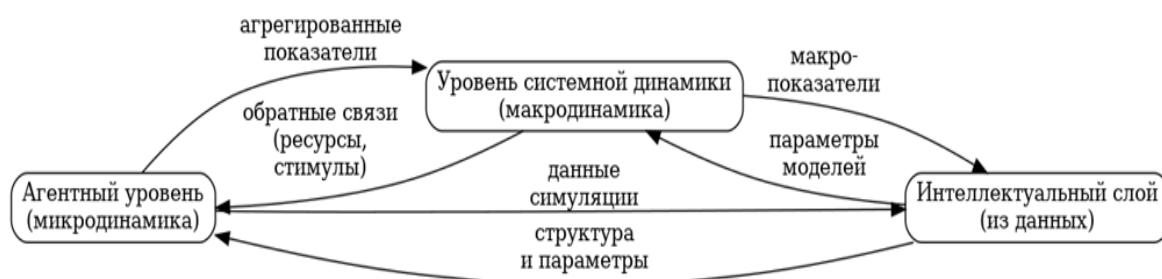 агрегированные
показатели
Уровень системной динамики
(макродинамика)
макро-
показатели
обратные связи
(ресурсы,
стимулы)
параметры
моделей
Агентный уровень
(микродинамика)
данные
симуляции
Интеллектуальный слой
(из данных)
структура
и параметры